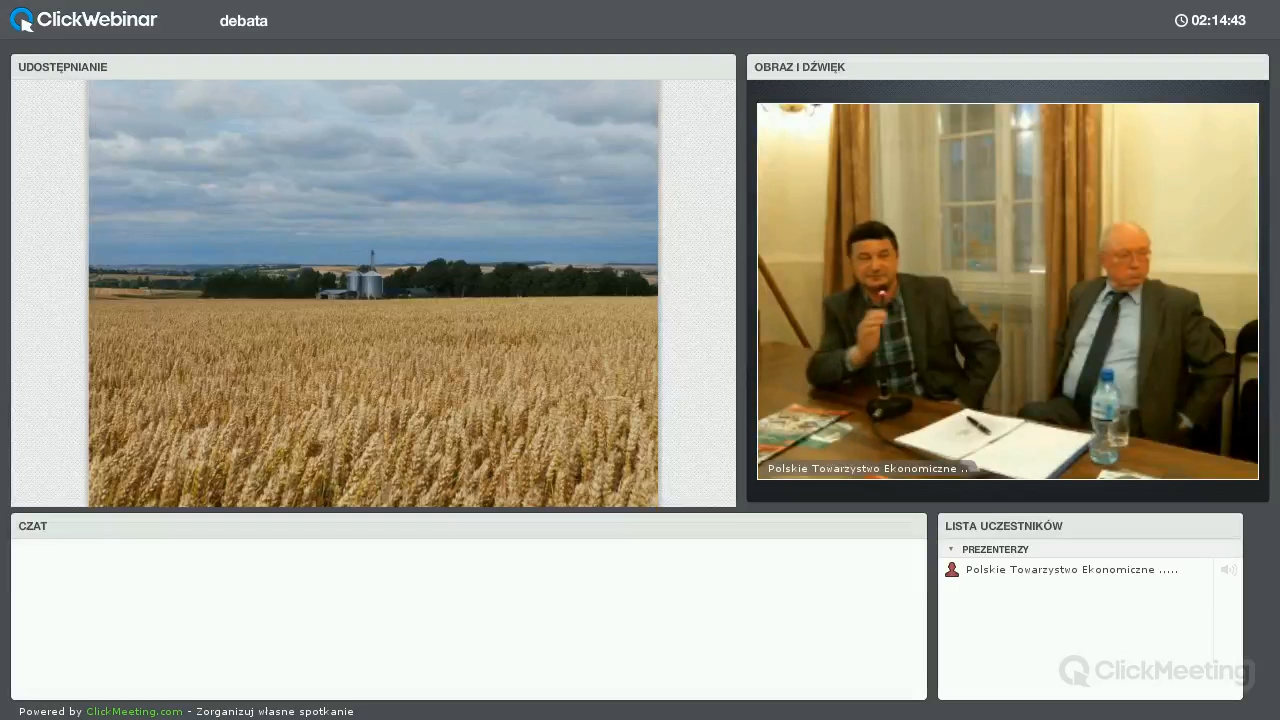 ClickWebinar
debata
02:14:43
UDOSTĘPNIANIE
OBRAZ I DŹWIĘK
Polskie Towarzystwo Ekonomiczne ..
CZAT
LISTA UCZESTNIKÓW
PREZENTERZY
Polskie Towarzystwo Ekonomiczne .....
ClickMeeting
Powered by ClickMeeting.com - Zorganizuj własne spotkanie